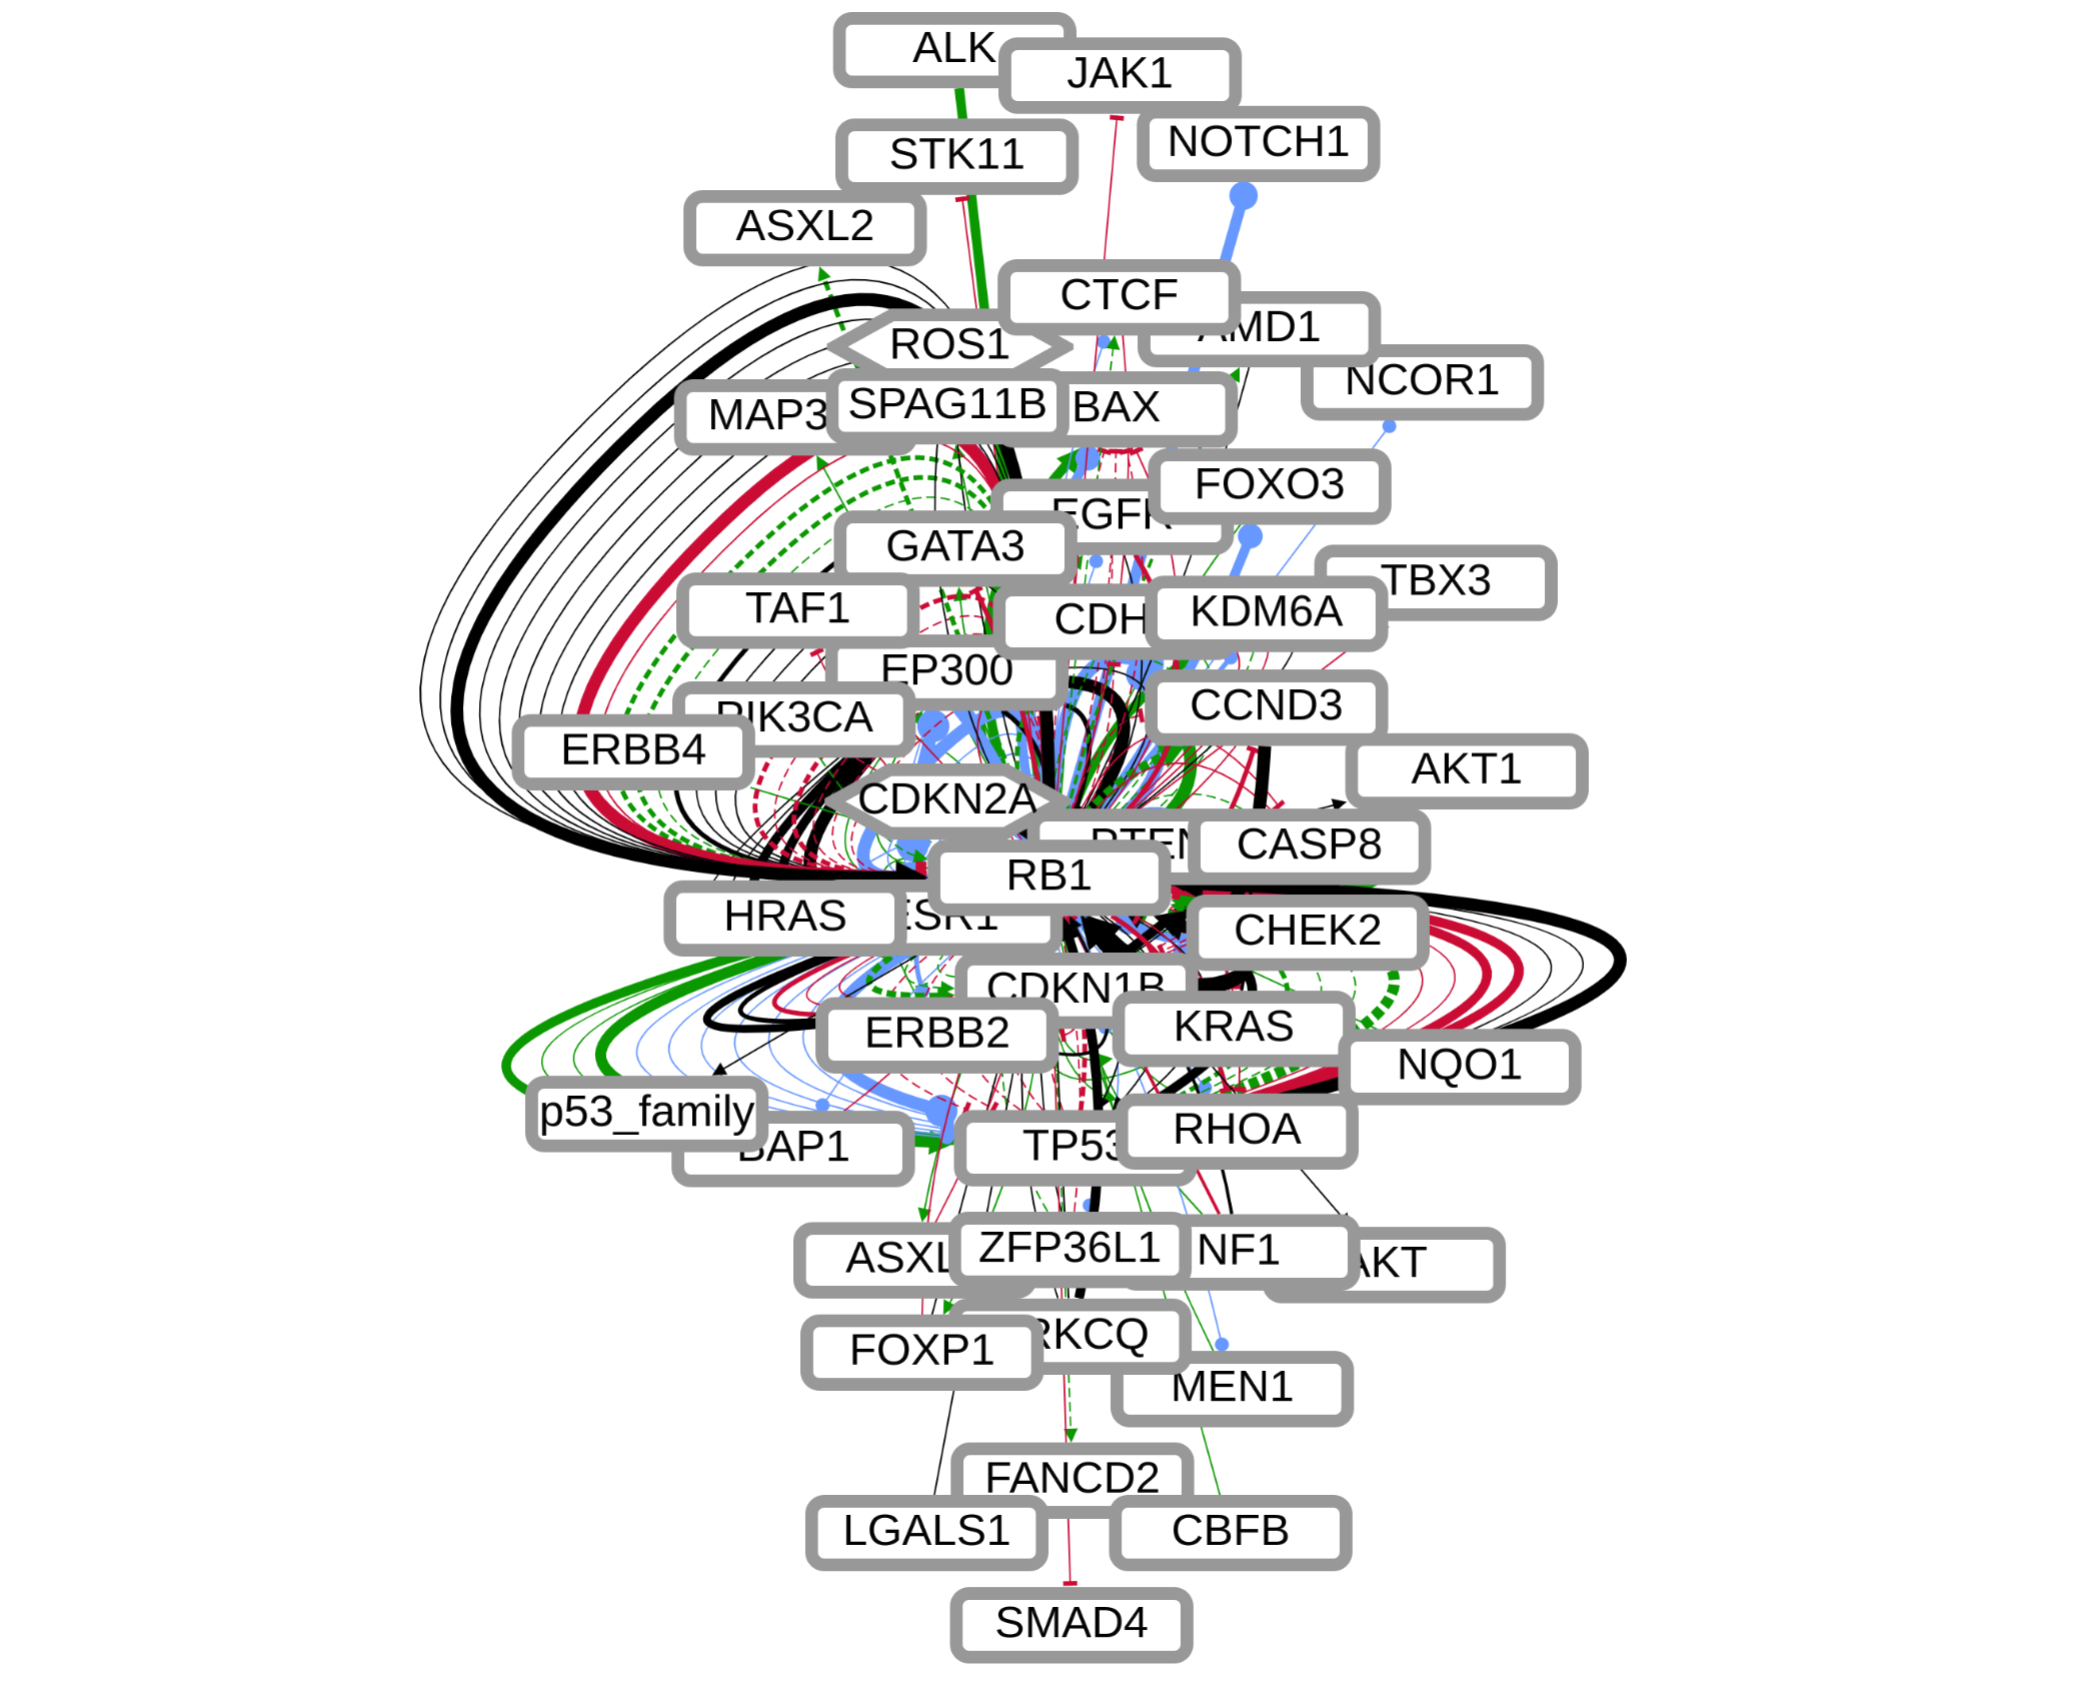 ALK
JAK1
NOTCH1
STK11
ASXL2
CTCF
AMD1
ROS1
NCOR1
SPAG11B
MAP3
BAX
FOXO3
EGFR
GATA3
TBX3
TAF1
CDH
KDM6A
EP300
CCND3
PIK3CA
ERBB4
AKT1
CDKN2A
PTEN
CASP8
RB1
HRAS
ESR1
CHEK2
CDKN1B
KRAS
ERBB2
NQO1
p53_family
RHOA
BAP1
TP53
ZFP36L1
NF1
ASXL
AKT
RKCQ
FOXP1
MEN1
FANCD2
LGALS1
CBFB
SMAD4